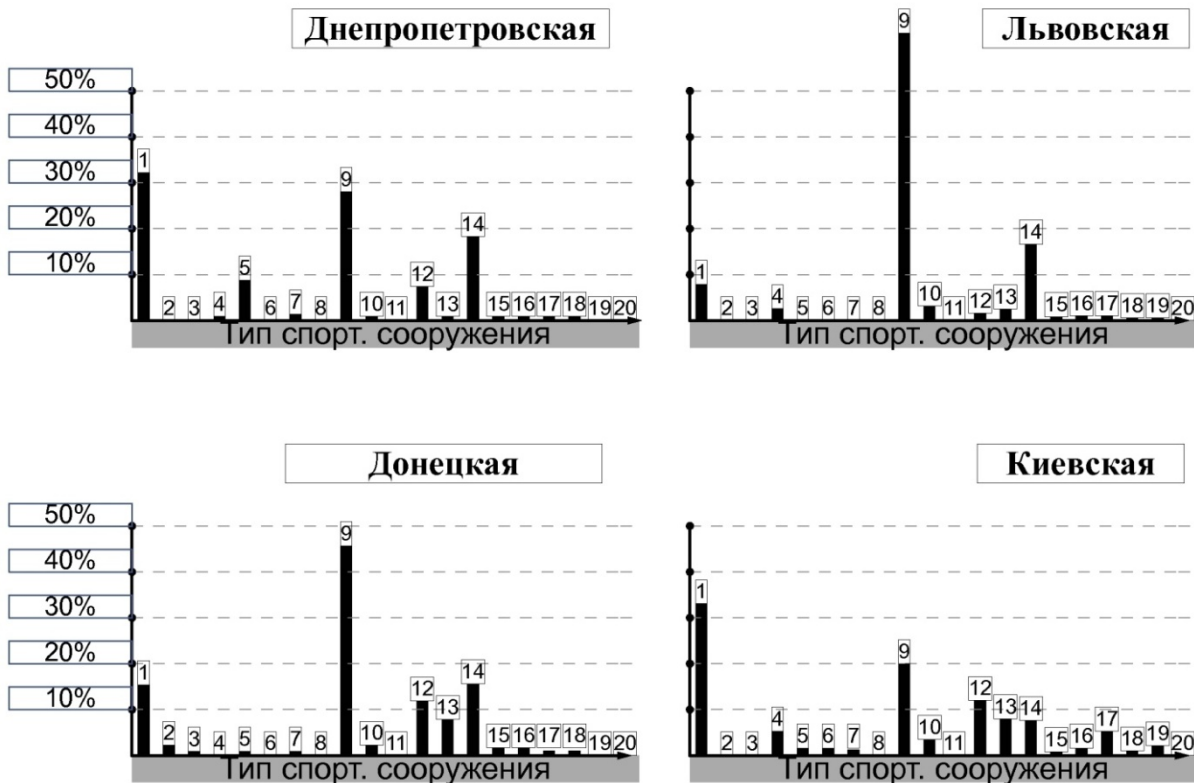 Днепропетровская
Львовская
50%
40%
30%
20%
10%
1 2 3 4 5 6 7 8 9 10 11 12 13 14 15 16 17 18 19 20
Тип спорт. сооружения
1 2 3 4 5 6 7 8 9 10 11 12 13 14 15 16 17 18 19 20
Тип спорт. сооружения
Донецкая
Киевская
50%
40%
30%
20%
10%
1 2 3 4 5 6 7 8 9 10 11 12 13 14 15 16 17 18 19 20
Тип спорт. сооружения
1 2 3 4 5 6 7 8 9 10 11 12 13 14 15 16 17 18 19 20
Тип спорт. сооружения